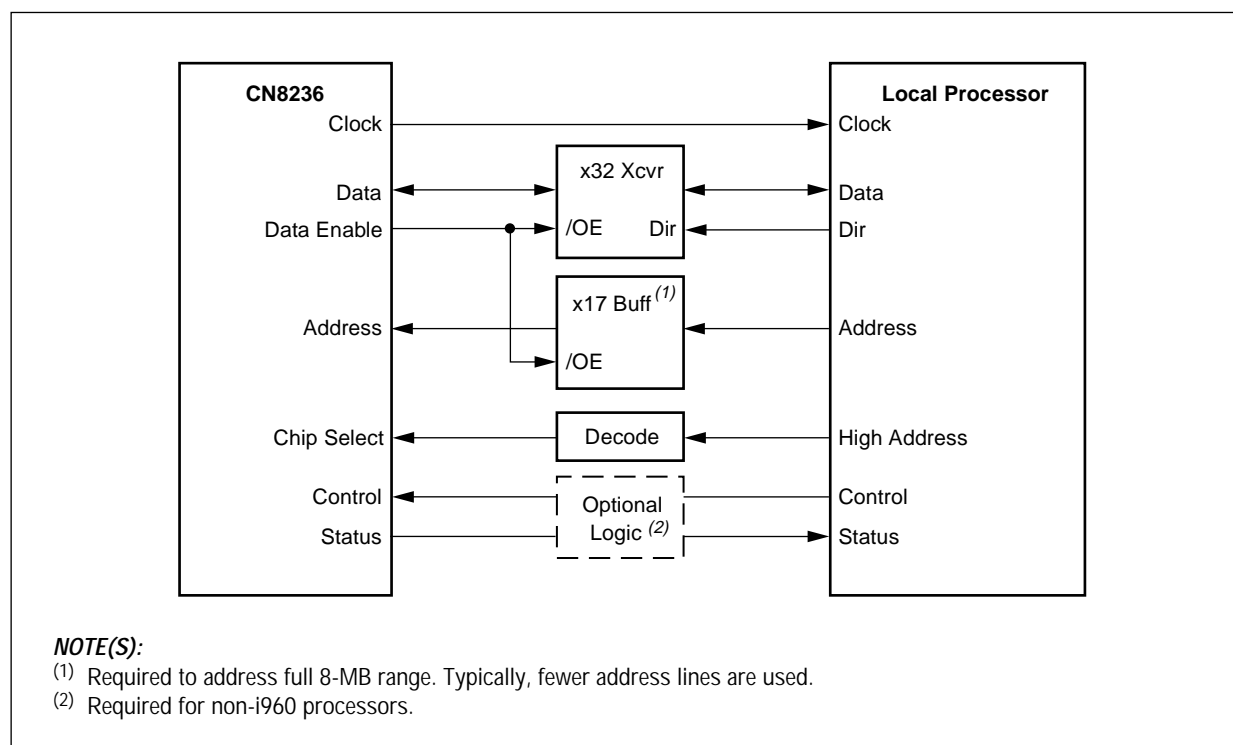 CN8236
Local Processor
Clock
Clock
x32 Xcvr
Data
Data
Data Enable
/OE
Dir
Dir
x17 Buff (1)
Address
Address
/OE
Chip Select
Decode
High Address
Control
Optional
Logic (2)
Control
Status
Status
NOTE(S):
(1) Required to address full 8-MB range. Typically, fewer address lines are used.
(2) Required for non-i960 processors.